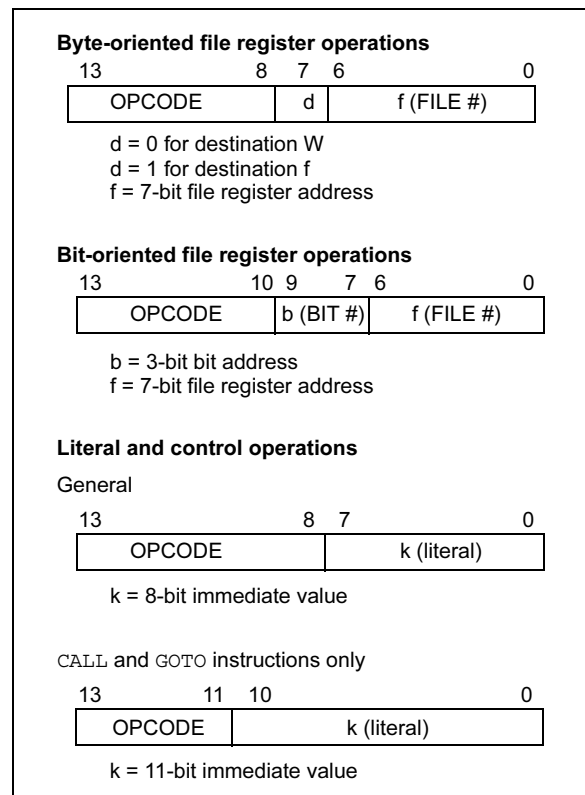 Byte-oriented file register operations
13 8 7 6 0
OPCODE d f (FILE #)
d = 0 for destination W
d = 1 for destination f
f = 7-bit file register address
Bit-oriented file register operations
13 10 9 7 6 0
OPCODE b (BIT #) f (FILE #)
b = 3-bit bit address
f = 7-bit file register address
Literal and control operations
General
13 8 7 0
OPCODE k (literal)
k = 8-bit immediate value
CALL and GOTO instructions only
13 11 10 0
OPCODE k (literal)
k = 11-bit immediate value